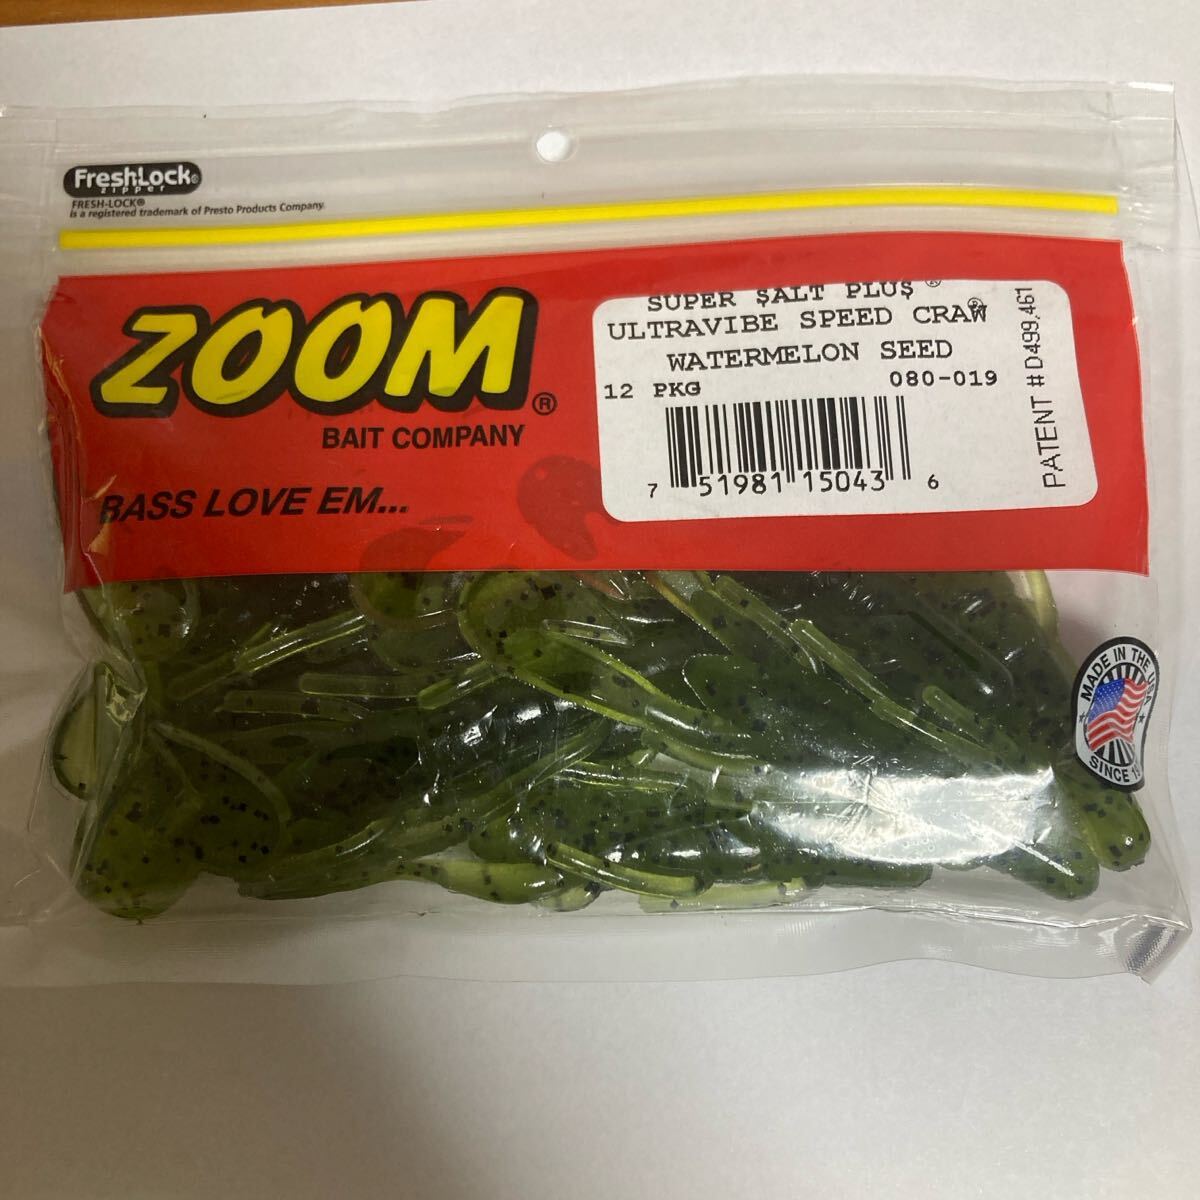 FreshLock®
zipper
FRESH-LOCK®
is a registered trademark of Presto Products Company.
ZOOM®
BAIT COMPANY
BASS LOVE EM...
SUPER $ALT PLU$®
ULTRAVIBE SPEED CRAW®
WATERMELON SEED
12 PKG 080-019
7 51981 15043 6
PATENT # D499,461
MADE IN THE USA
SINCE 19